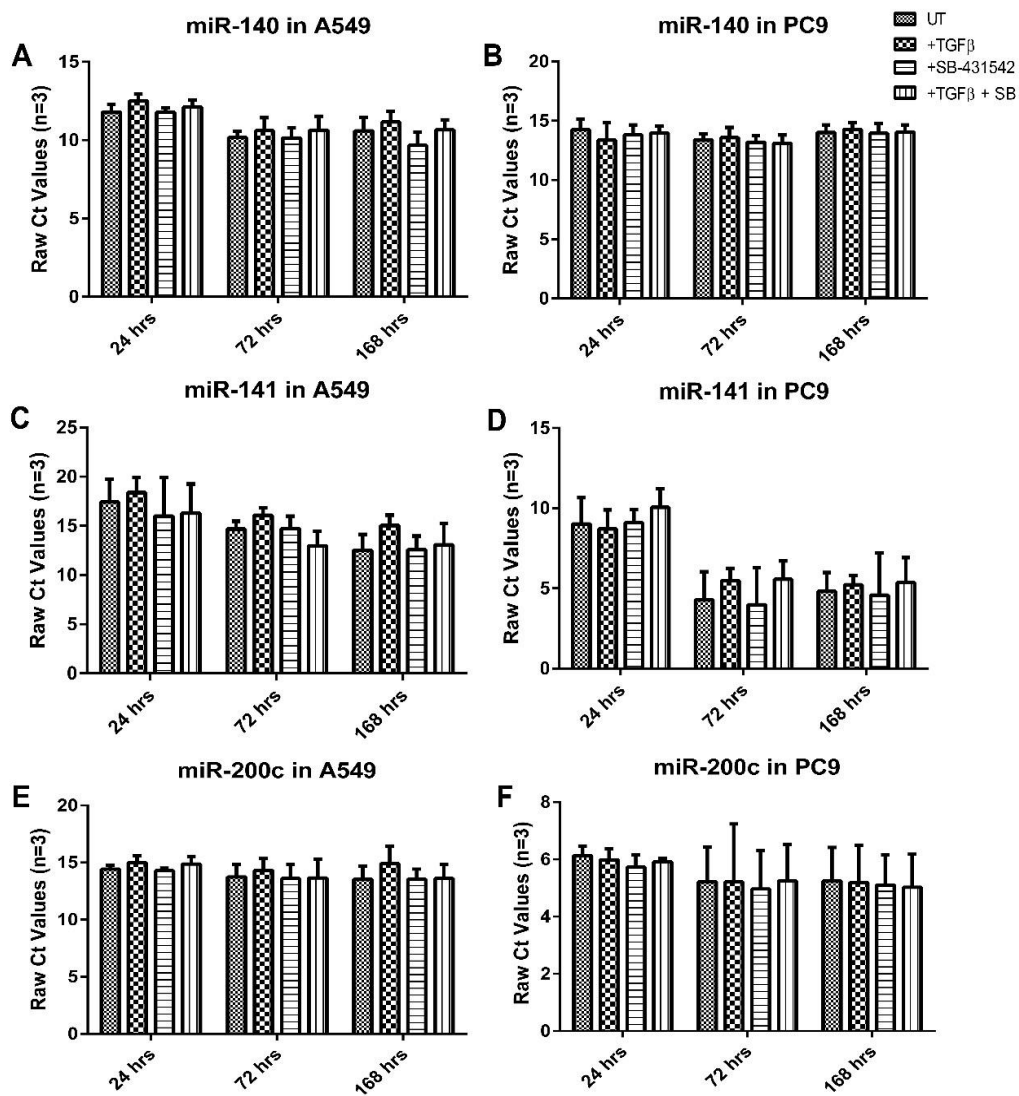 miR-140 in A549
A
Raw Ct Values (n=3)
15
10
5
0
24 hrs
72 hrs
168 hrs
miR-140 in PC9
B
Raw Ct Values (n=3)
20
15
10
5
0
24 hrs
72 hrs
168 hrs
UT
+TGFβ
+SB-431542
+TGFβ + SB
miR-141 in A549
C
Raw Ct Values (n=3)
25
20
15
10
5
0
24 hrs
72 hrs
168 hrs
miR-141 in PC9
D
Raw Ct Values (n=3)
15
10
5
0
24 hrs
72 hrs
168 hrs
miR-200c in A549
E
Raw Ct Values (n=3)
20
15
10
5
0
24 hrs
72 hrs
168 hrs
miR-200c in PC9
F
Raw Ct Values (n=3)
8
6
4
2
0
24 hrs
72 hrs
168 hrs